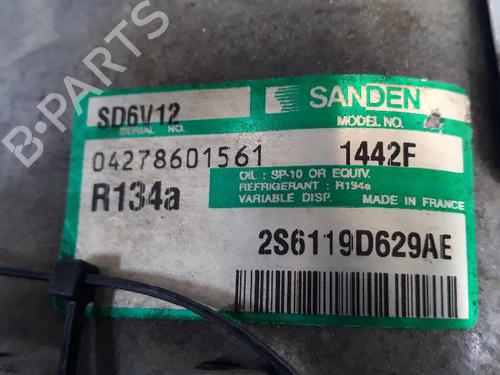 SD6V12
SANDEN
SERIAL NO.
MODEL NO.
04278601561
1442F
R134a
OIL : SP-10 OR EQUIV.
REFRIGERANT : R134a
VARIABLE DISP. MADE IN FRANCE
2S6119D629AE
B-PARTS